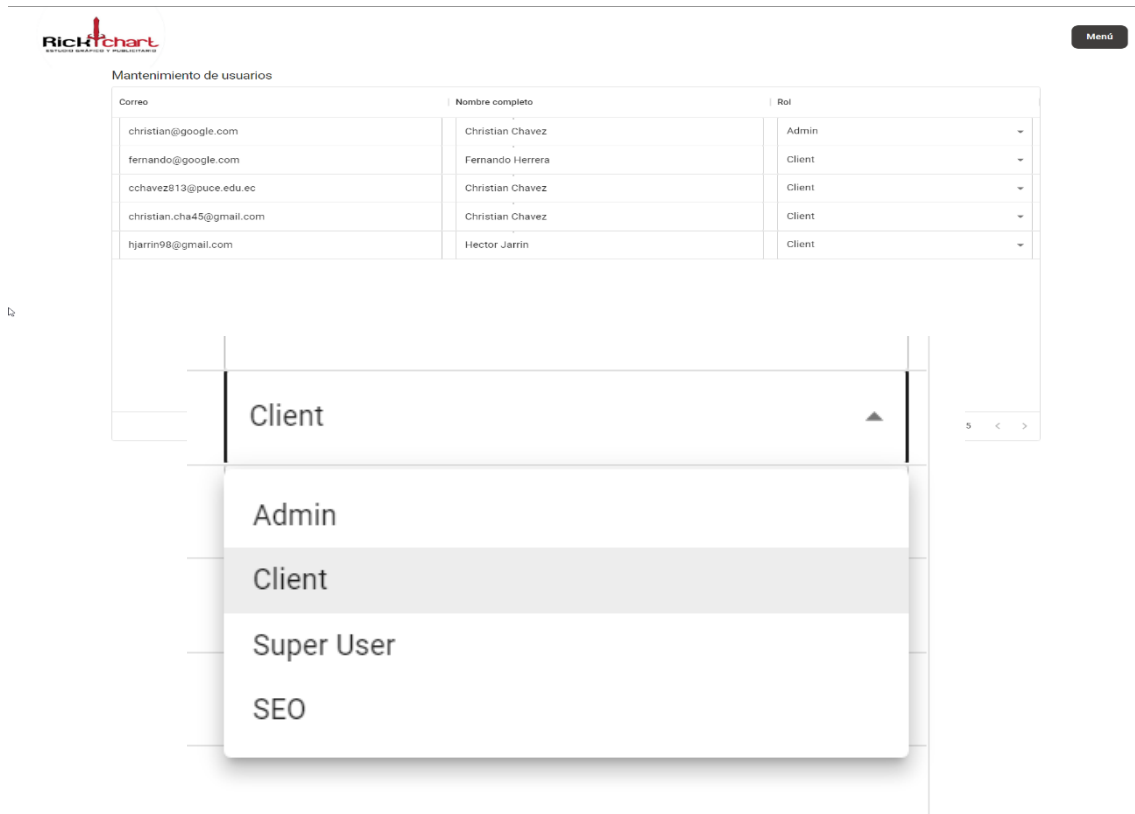 Rickrchart
ESTUDIO GRÁFICO Y PUBLICITARIO
Menú
Mantenimiento de usuarios
Correo Nombre completo Rol
christian@google.com Christian Chavez Admin
fernando@google.com Fernando Herrera Client
cchavez813@puce.edu.ec Christian Chavez Client
christian.cha45@gmail.com Christian Chavez Client
hjarrin98@gmail.com Hector Jarrin Client
5 < >
Client
Admin
Client
Super User
SEO